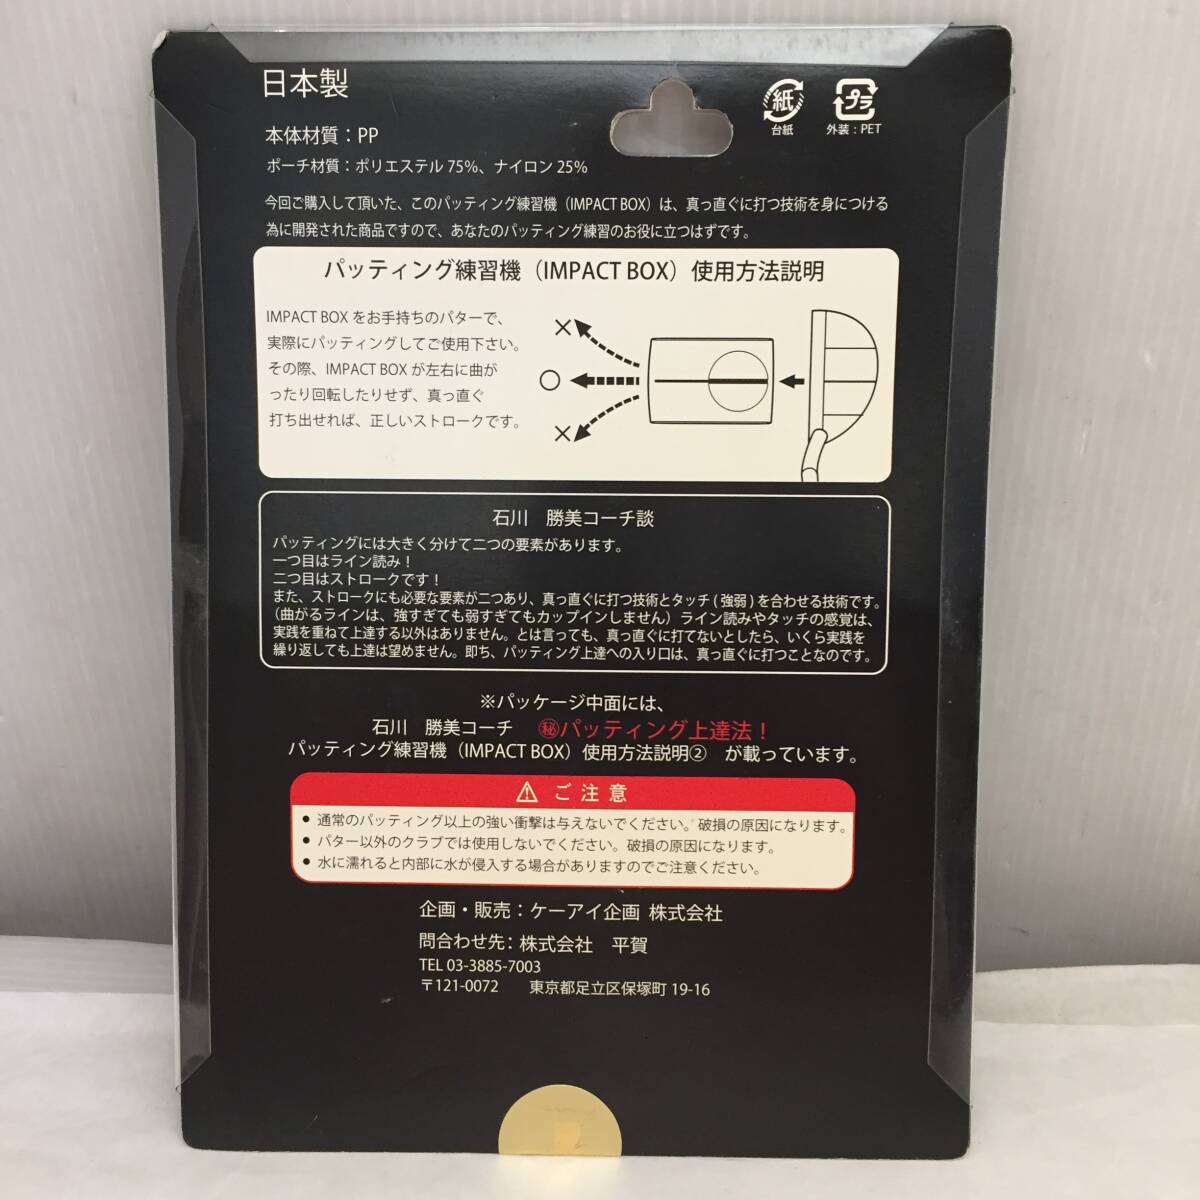 日本製
紙
台紙
プラ
外装：PET
本体材質：PP
ポーチ材質：ポリエステル 75%、ナイロン 25%
今回ご購入して頂いた、このパッティング練習機（IMPACT BOX）は、真っ直ぐに打つ技術を身につける
為に開発された商品ですので、あなたのパッティング練習のお役に立つはずです。
パッティング練習機（IMPACT BOX）使用方法説明
IMPACT BOX をお手持ちのパターで、
実際にパッティングしてご使用下さい。
その際、IMPACT BOX が左右に曲が
ったり回転したりせず、真っ直ぐ
打ち出せれば、正しいストロークです。
石川　勝美コーチ談
パッティングには大きく分けて二つの要素があります。
一つ目はライン読み！
二つ目はストロークです！
また、ストロークにも必要な要素が二つあり、真っ直ぐに打つ技術とタッチ ( 強弱 ) を合わせる技術です。
（曲がるラインは、強すぎても弱すぎてもカップインしません）ライン読みやタッチの感覚は、
実践を重ねて上達する以外はありません。とは言っても、真っ直ぐに打てないとしたら、いくら実践を
繰り返しても上達は望めません。即ち、パッティング上達への入り口は、真っ直ぐに打つことなのです。
※パッケージ中面には、
石川　勝美コーチ　㊙パッティング上達法！
パッティング練習機（IMPACT BOX）使用方法説明②　が載っています。
⚠ ご 注 意
● 通常のパッティング以上の強い衝撃は与えないでください。破損の原因になります。
● パター以外のクラブでは使用しないでください。破損の原因になります。
● 水に濡れると内部に水が侵入する場合がありますのでご注意ください。
企画・販売：ケーアイ企画 株式会社
問合わせ先：株式会社　平賀
TEL 03-3885-7003
〒121-0072　東京都足立区保塚町 19-16